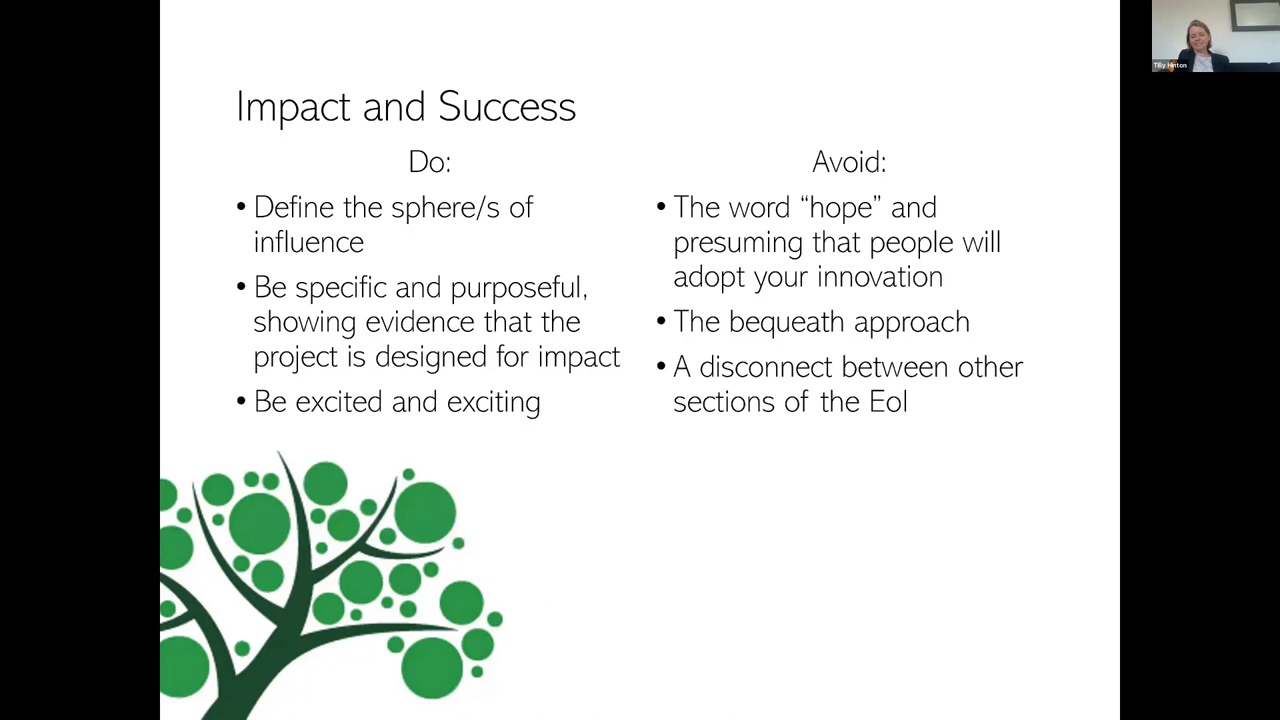 Impact and Success
Do:
• Define the sphere/s of
influence
• Be specific and purposeful,
showing evidence that the
project is designed for impact
• Be excited and exciting
Avoid:
• The word “hope” and
presuming that people will
adopt your innovation
• The bequeath approach
• A disconnect between other
sections of the EoI
Tilly Hinton